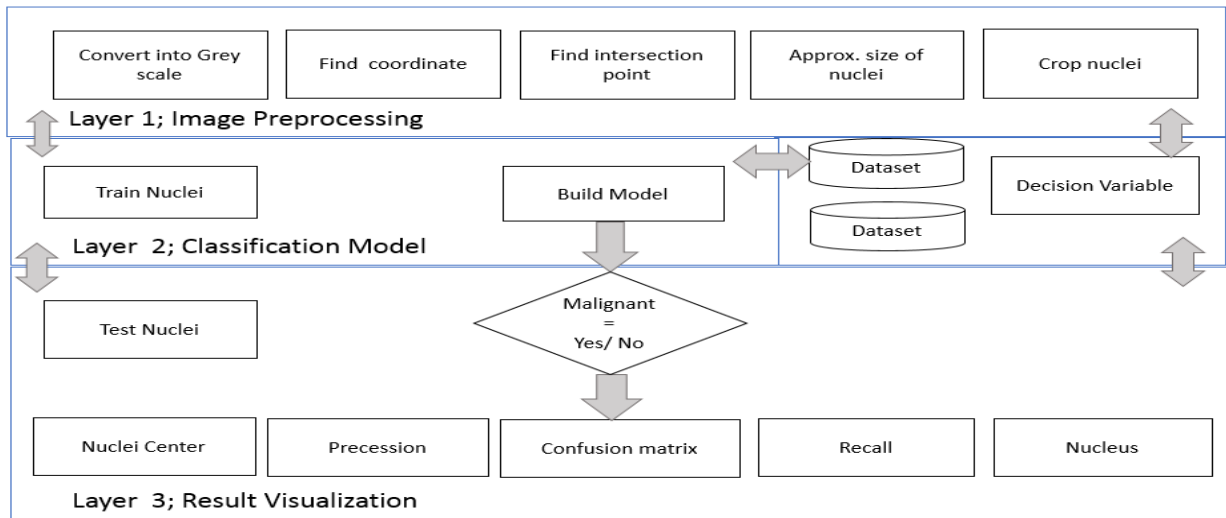 Convert into Grey
scale
Find coordinate
Find intersection
point
Approx. size of
nuclei
Crop nuclei
Layer 1; Image Preprocessing
Train Nuclei
Build Model
Dataset
Dataset
Decision Variable
Layer 2; Classification Model
Test Nuclei
Malignant
=
Yes/ No
Nuclei Center
Precession
Confusion matrix
Recall
Nucleus
Layer 3; Result Visualization